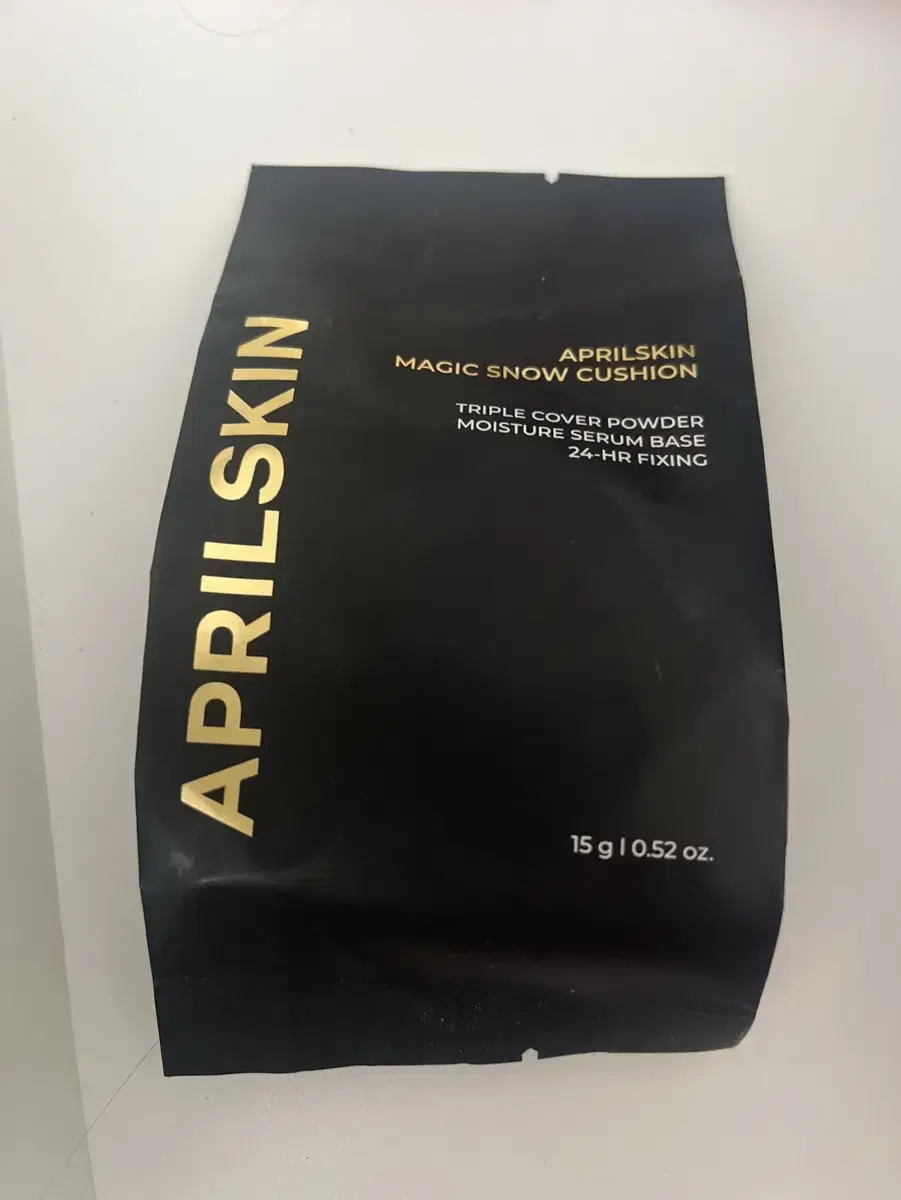 APRILSKIN
APRILSKIN
MAGIC SNOW CUSHION
TRIPLE COVER POWDER
MOISTURE SERUM BASE
24-HR FIXING
15 g | 0.52 oz.